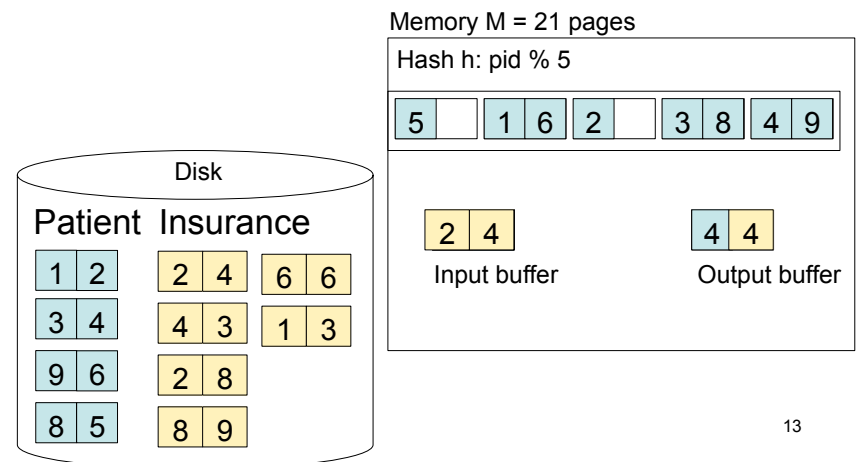 Memory M = 21 pages
Hash h: pid % 5
5 1 6 2 3 8 4 9
Disk
Patient Insurance
1 2 2 4 6 6
3 4 4 3 1 3
9 6 2 8
8 5 8 9
2 4 4 4
Input buffer Output buffer
13